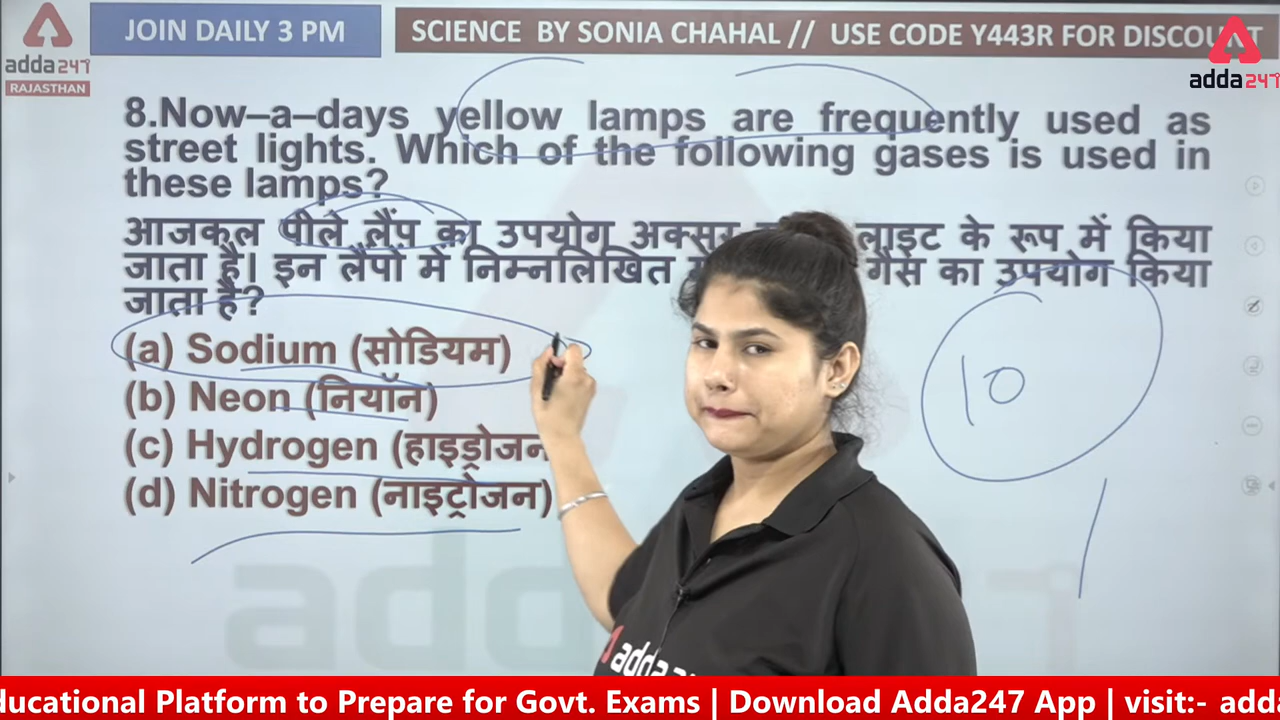 JOIN DAILY 3 PM
SCIENCE BY SONIA CHAHAL // USE CODE Y443R FOR DISCOUNT
adda247
RAJASTHAN
adda247
8.Now–a–days yellow lamps are frequently used as
street lights. Which of the following gases is used in
these lamps?
आजकल पीले लैंप का उपयोग अक्सर लाइट के रूप में किया
जाता है। इन लैंपों में निम्नलिखित गैस का उपयोग किया
जाता है?
(a) Sodium (सोडियम)
(b) Neon (नियॉन)
(c) Hydrogen (हाइड्रोजन
(d) Nitrogen (नाइट्रोजन)
10
adda247
ducational Platform to Prepare for Govt. Exams | Download Adda247 App | visit:- adda